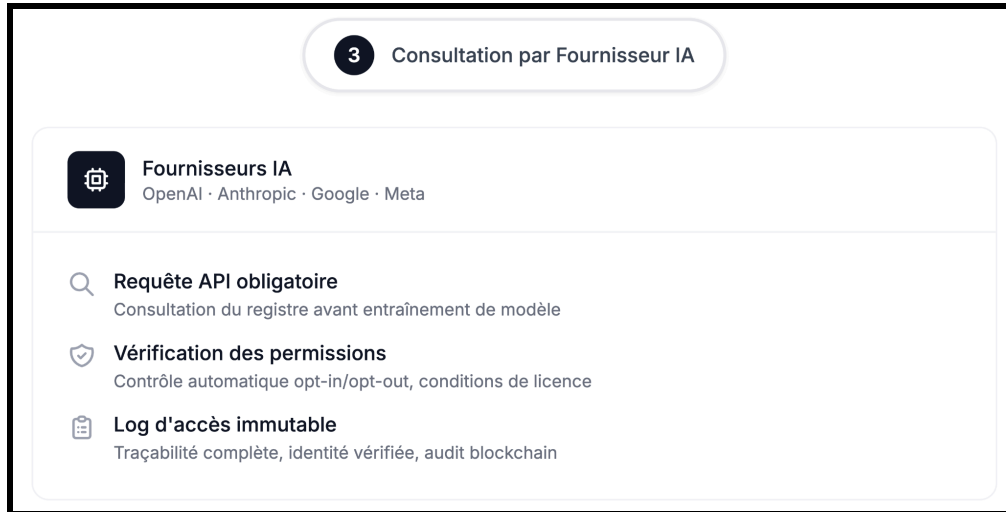 3 Consultation par Fournisseur IA
Fournisseurs IA
OpenAI · Anthropic · Google · Meta
Requête API obligatoire
Consultation du registre avant entraînement de modèle
Vérification des permissions
Contrôle automatique opt-in/opt-out, conditions de licence
Log d'accès immutable
Traçabilité complète, identité vérifiée, audit blockchain